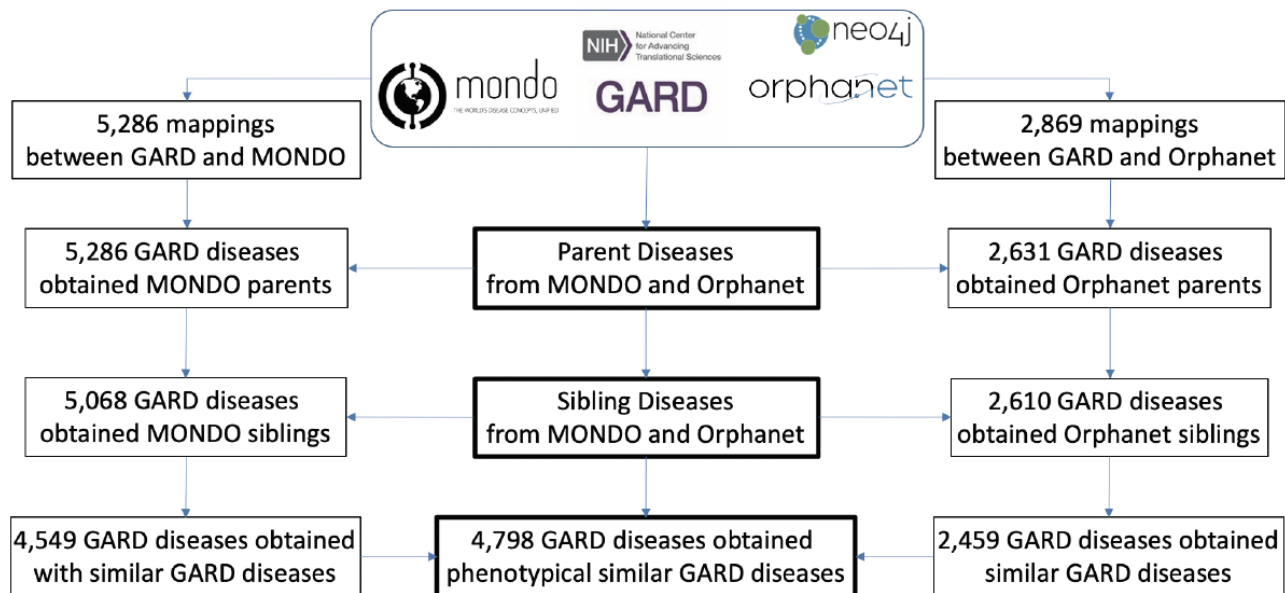 NIH
National Center
for Advancing
Translational Sciences
neo4j
mondo
THE WORLD'S DISEASE CONCEPTS, UNIFIED
GARD
orphanet
5,286 mappings
between GARD and MONDO
2,869 mappings
between GARD and Orphanet
5,286 GARD diseases
obtained MONDO parents
Parent Diseases
from MONDO and Orphanet
2,631 GARD diseases
obtained Orphanet parents
5,068 GARD diseases
obtained MONDO siblings
Sibling Diseases
from MONDO and Orphanet
2,610 GARD diseases
obtained Orphanet siblings
4,549 GARD diseases obtained
with similar GARD diseases
4,798 GARD diseases obtained
phenotypical similar GARD diseases
2,459 GARD diseases obtained
similar GARD diseases